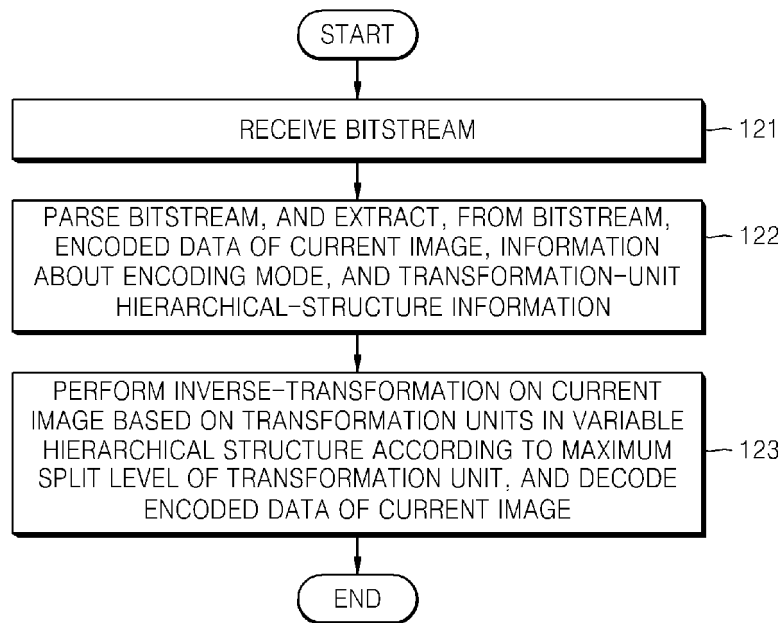 START
RECEIVE BITSTREAM
121
PARSE BITSTREAM, AND EXTRACT, FROM BITSTREAM,
ENCODED DATA OF CURRENT IMAGE, INFORMATION
ABOUT ENCODING MODE, AND TRANSFORMATION-UNIT
HIERARCHICAL-STRUCTURE INFORMATION
122
PERFORM INVERSE-TRANSFORMATION ON CURRENT
IMAGE BASED ON TRANSFORMATION UNITS IN VARIABLE
HIERARCHICAL STRUCTURE ACCORDING TO MAXIMUM
SPLIT LEVEL OF TRANSFORMATION UNIT, AND DECODE
ENCODED DATA OF CURRENT IMAGE
123
END